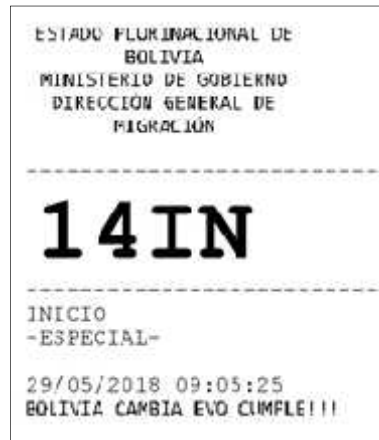 ESTADO PLURINACIONAL DE
BOLIVIA
MINISTERIO DE GOBIERNO
DIRECCIÓN GENERAL DE
MIGRACIÓN
14IN
INICIO
-ESPECIAL-
29/05/2018 09:05:25
BOLIVIA CAMBIA EVO CUMPLE!!!